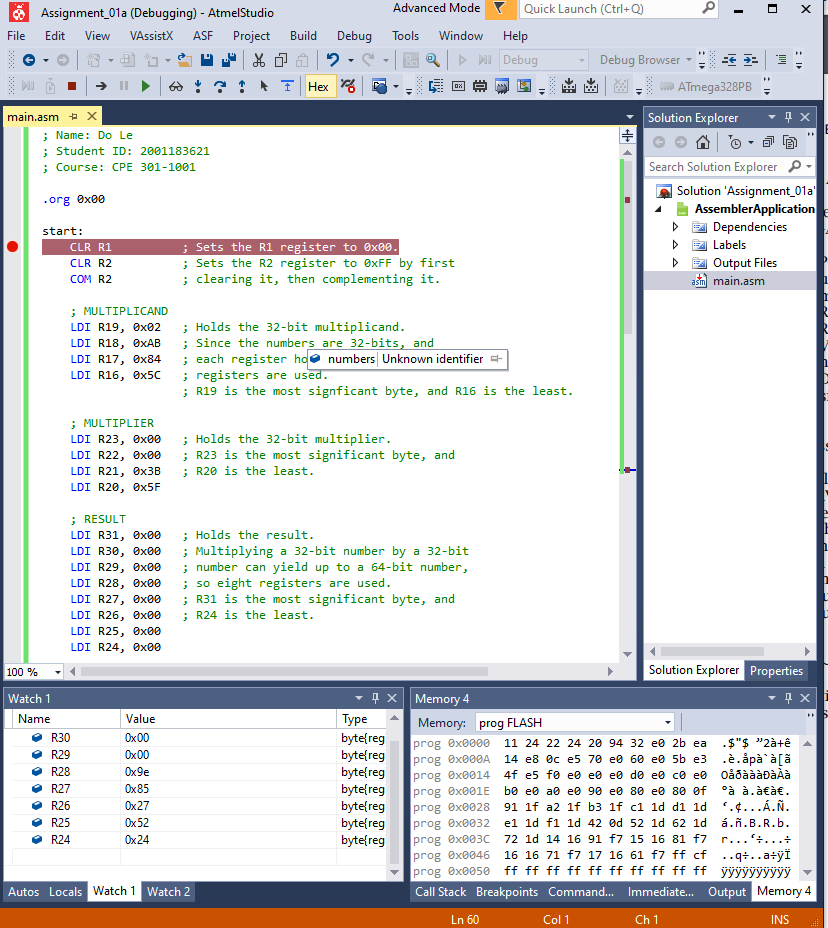 Assignment_01a (Debugging) - AtmelStudio
Advanced Mode
Quick Launch (Ctrl+Q)
File Edit View VAssistX ASF Project Build Debug Tools Window Help
Debug
Debug Browser
Hex
ATmega328PB
main.asm
; Name: Do Le
; Student ID: 2001183621
; Course: CPE 301-1001
.org 0x00
start:
CLR R1 ; Sets the R1 register to 0x00.
CLR R2 ; Sets the R2 register to 0xFF by first
COM R2 ; clearing it, then complementing it.
; MULTIPLICAND
LDI R19, 0x02 ; Holds the 32-bit multiplicand.
LDI R18, 0xAB ; Since the numbers are 32-bits, and
LDI R17, 0x84 ; each register ho
numbers Unknown identifier
LDI R16, 0x5C ; registers are used.
; R19 is the most signficant byte, and R16 is the least.
; MULTIPLIER
LDI R23, 0x00 ; Holds the 32-bit multiplier.
LDI R22, 0x00 ; R23 is the most significant byte, and
LDI R21, 0x3B ; R20 is the least.
LDI R20, 0x5F
; RESULT
LDI R31, 0x00 ; Holds the result.
LDI R30, 0x00 ; Multiplying a 32-bit number by a 32-bit
LDI R29, 0x00 ; number can yield up to a 64-bit number,
LDI R28, 0x00 ; so eight registers are used.
LDI R27, 0x00 ; R31 is the most significant byte, and
LDI R26, 0x00 ; R24 is the least.
LDI R25, 0x00
LDI R24, 0x00
100 %
Solution Explorer
Search Solution Explorer
Solution 'Assignment_01a'
AssemblerApplication
Dependencies
Labels
Output Files
main.asm
Solution Explorer Properties
Watch 1
Name Value Type
R30 0x00 byte{reg
R29 0x00 byte{reg
R28 0x9e byte{reg
R27 0x85 byte{reg
R26 0x27 byte{reg
R25 0x52 byte{reg
R24 0x24 byte{reg
Autos Locals Watch 1 Watch 2
Memory 4
Memory: prog FLASH
prog 0x0000 11 24 22 24 20 94 32 e0 2b ea .$"$ ”2à+ê
prog 0x000A 14 e8 0c e5 70 e0 60 e0 5b e3 .è.åpà`à[ã
prog 0x0014 4f e5 f0 e0 e0 e0 d0 e0 c0 e0 OåðàààÐàÀà
prog 0x001E b0 e0 a0 e0 90 e0 80 e0 80 0f °à à.à€à€.
prog 0x0028 91 1f a2 1f b3 1f c1 1d d1 1d ‘.¢.³.Á.Ñ.
prog 0x0032 e1 1d f1 1d 42 0d 52 1d 62 1d á.ñ.B.R.b.
prog 0x003C 72 1d 14 16 91 f7 15 16 81 f7 r...‘÷...÷
prog 0x0046 16 16 71 f7 17 16 61 f7 ff cf ..q÷..a÷ÿÏ
prog 0x0050 ff ff ff ff ff ff ff ff ff ff ÿÿÿÿÿÿÿÿÿÿ
Call Stack Breakpoints Command... Immediate... Output Memory 4
Ln 60 Col 1 Ch 1 INS